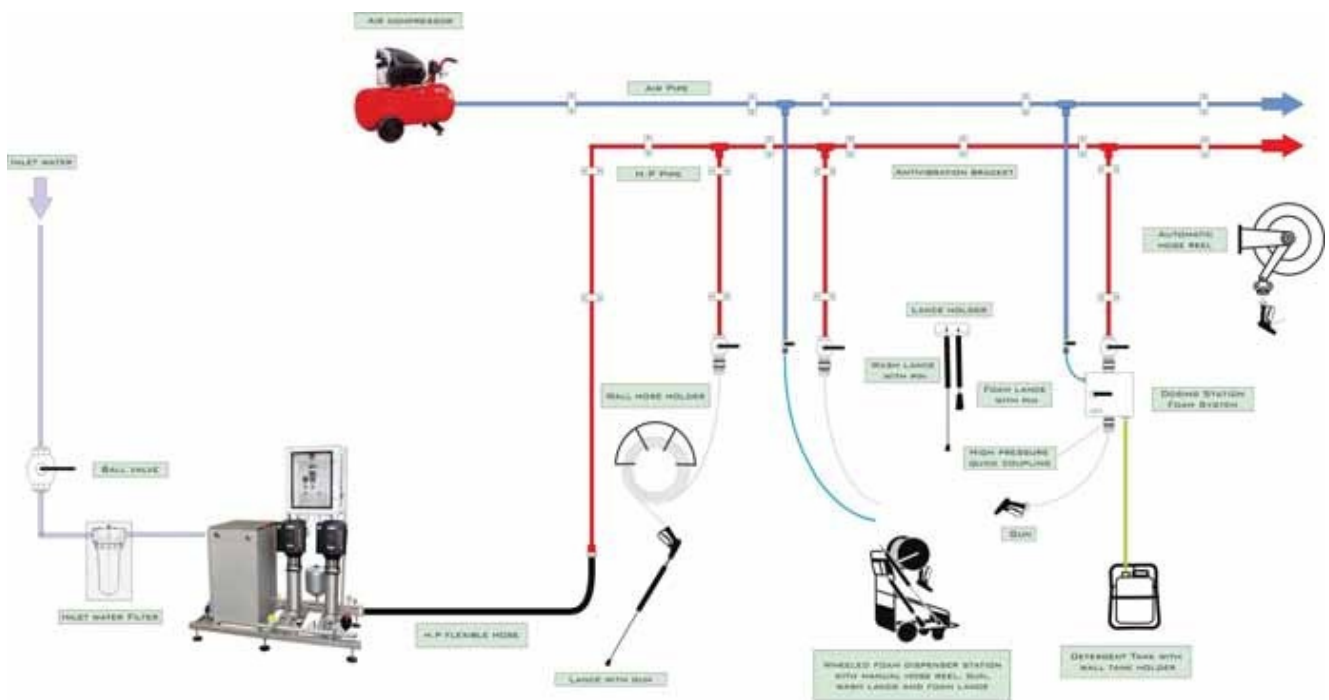 AIR COMPRESSOR
AIR PIPE
INLET WATER
H.P PIPE
ANTIVIBRATION BRACKET
AUTOMATIC
HOSE REEL
LANCE HOLDER
WASH LANCE
WITH PIN
WALL HOSE HOLDER
FOAM LANCE
WITH PIN
DOSING STATION
FOAM SYSTEM
BALL VALVE
HIGH PRESSURE
QUICK COUPLING
GUN
INLET WATER FILTER
H.P FLEXIBLE HOSE
LANCE WITH GUN
WHEELED FOAM DISPENSER STATION
WITH MANUAL HOSE REEL, GUN,
WASH LANCE AND FOAM LANCE
DETERGENT TANK WITH
WALL TANK HOLDER